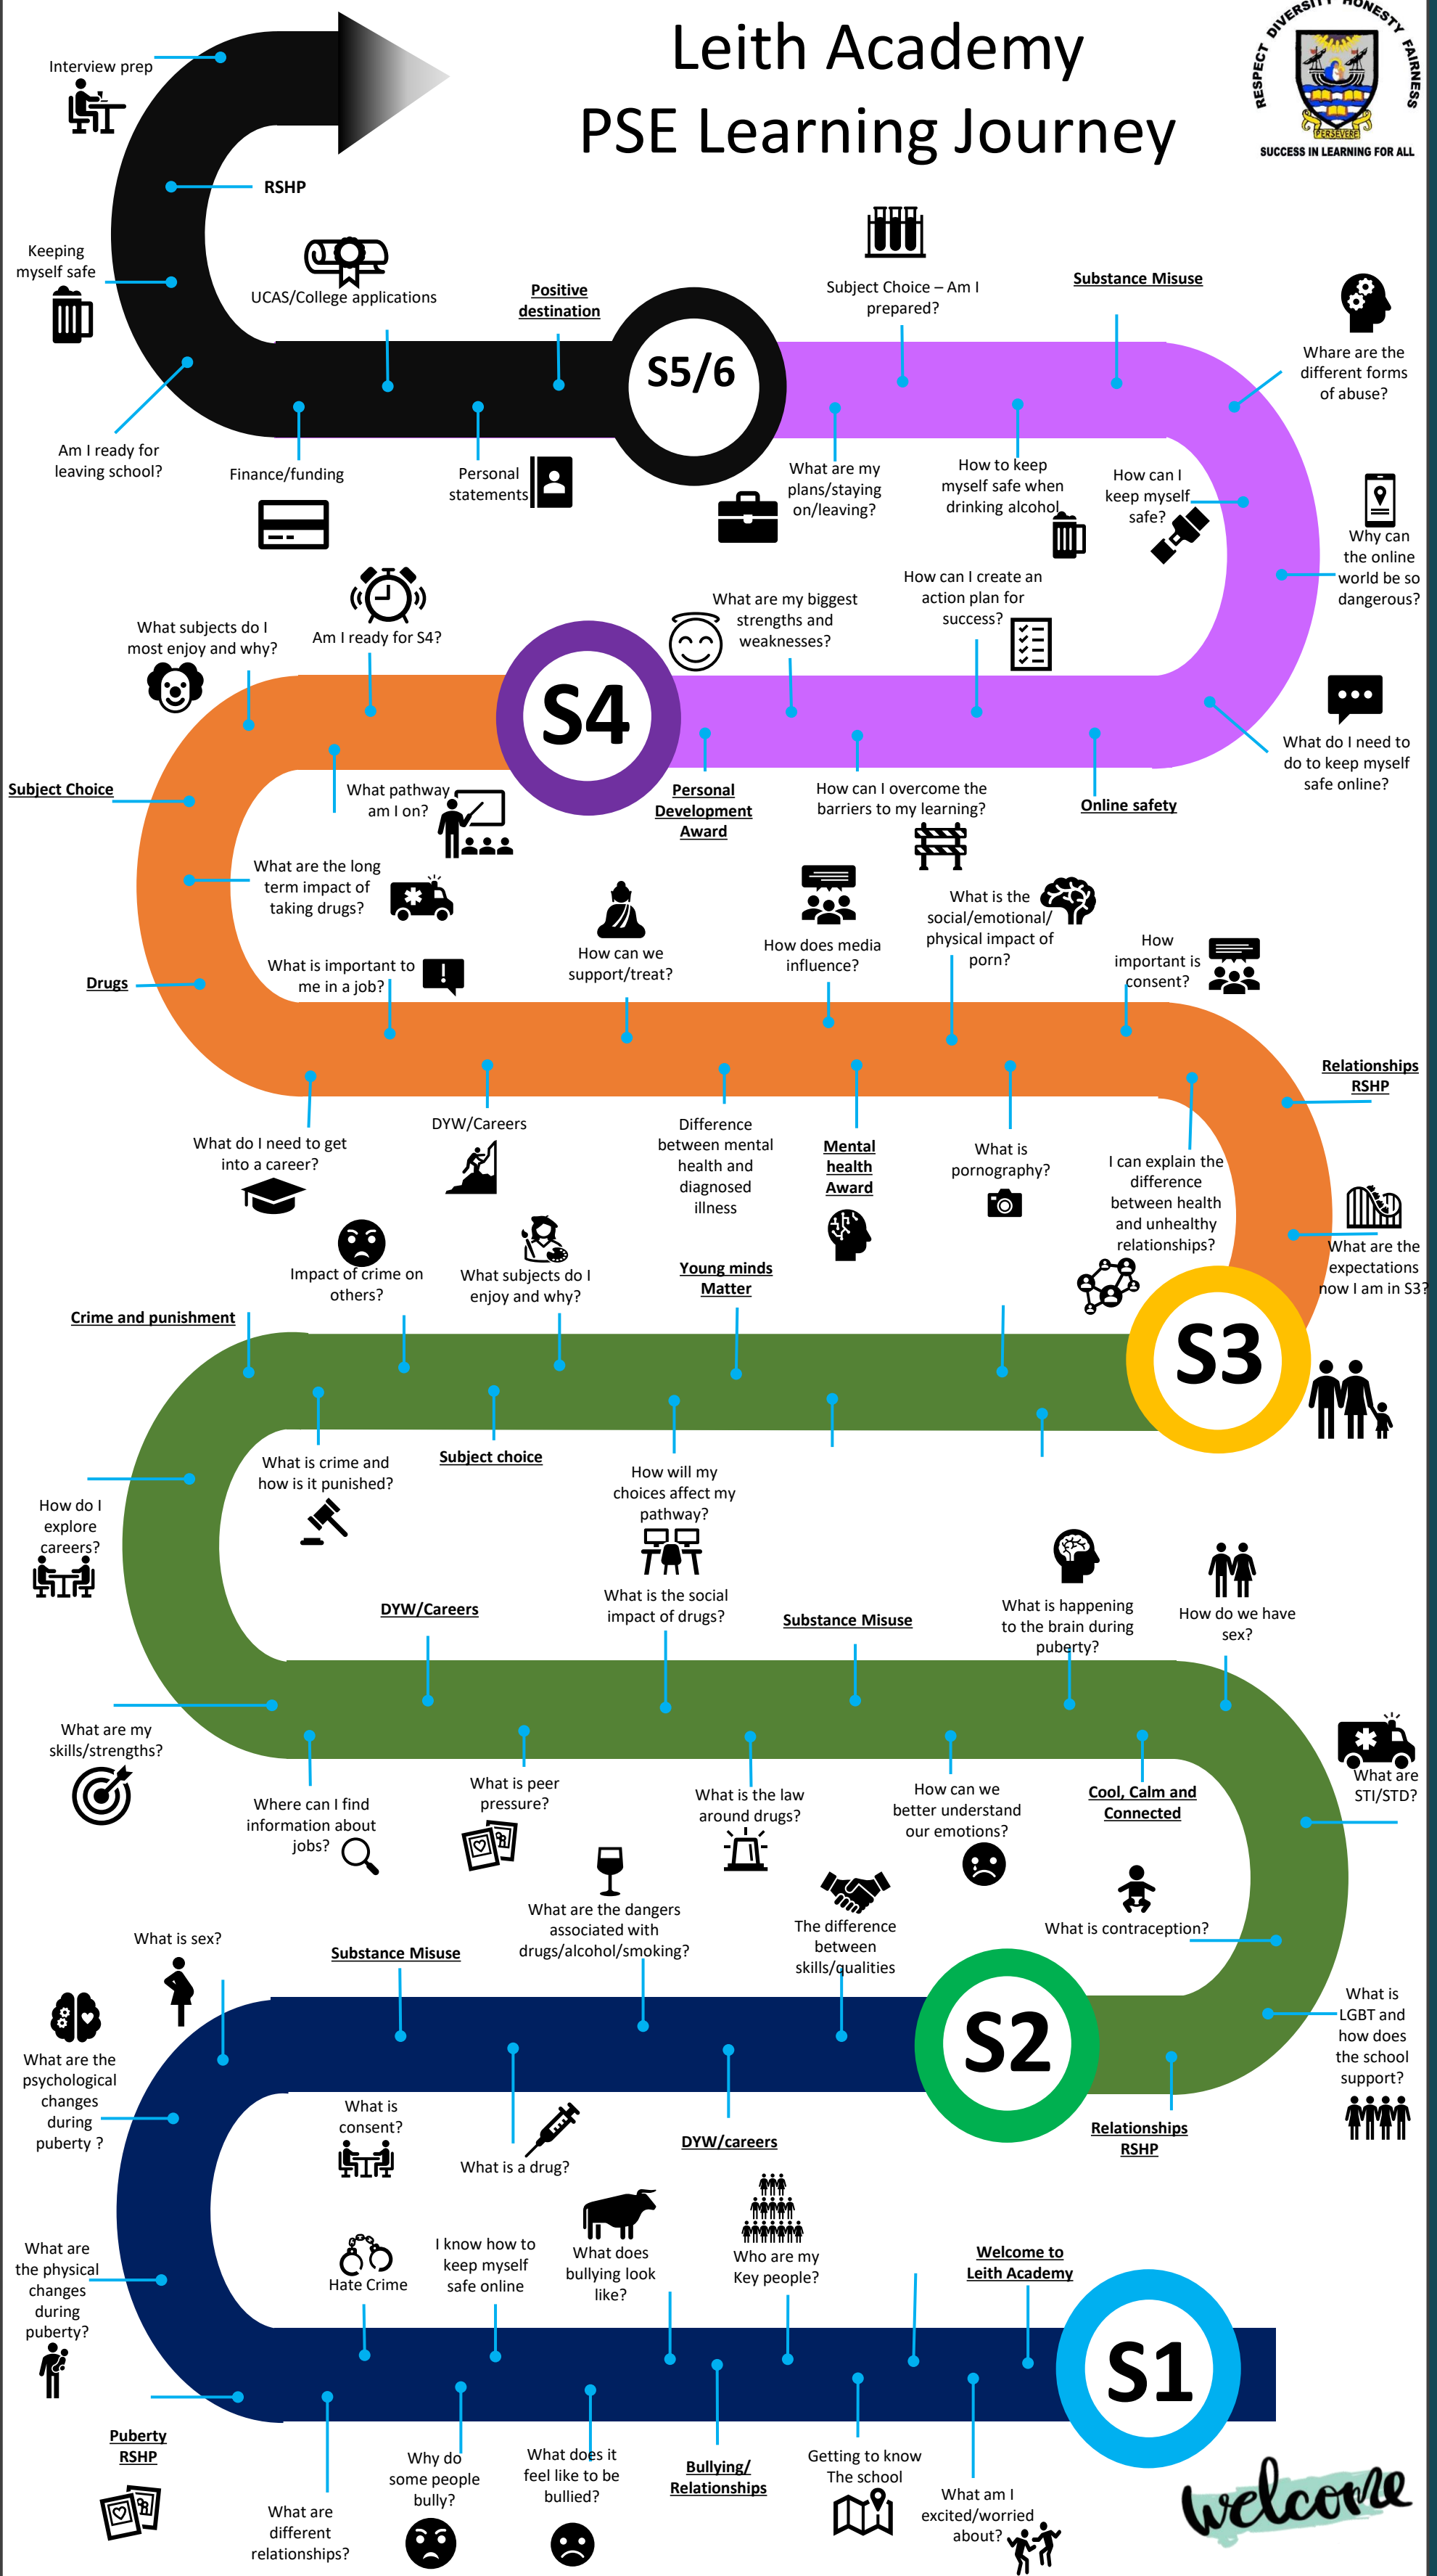 Leith Academy
PSE Learning Journey
RESPECT DIVERSITY HONESTY FAIRNESS
PERSEVERE
SUCCESS IN LEARNING FOR ALL
Interview prep
RSHP
Keeping
myself safe
UCAS/College applications
Positive
destination
S5/6
Subject Choice – Am I
prepared?
Substance Misuse
Whare are the
different forms
of abuse?
Am I ready for
leaving school?
Finance/funding
Personal
statements
What are my
plans/staying
on/leaving?
How to keep
myself safe when
drinking alcohol
How can I
keep myself
safe?
Why can
the online
world be so
dangerous?
What subjects do I
most enjoy and why?
Am I ready for S4?
S4
What are my biggest
strengths and
weaknesses?
How can I create an
action plan for
success?
What do I need to
do to keep myself
safe online?
Subject Choice
What pathway
am I on?
Personal
Development
Award
How can I overcome the
barriers to my learning?
Online safety
What are the long
term impact of
taking drugs?
Drugs
What is important to
me in a job?
How can we
support/treat?
How does media
influence?
What is the
social/emotional/
physical impact of
porn?
How
important is
consent?
Relationships
RSHP
What do I need to get
into a career?
DYW/Careers
Difference
between mental
health and
diagnosed
illness
Mental
health
Award
What is
pornography?
I can explain the
difference
between health
and unhealthy
relationships?
What are the
expectations
now I am in S3?
S3
Crime and punishment
Impact of crime on
others?
What subjects do I
enjoy and why?
Young minds
Matter
How do I
explore
careers?
What is crime and
how is it punished?
Subject choice
How will my
choices affect my
pathway?
DYW/Careers
What is the social
impact of drugs?
Substance Misuse
What is happening
to the brain during
puberty?
How do we have
sex?
What are my
skills/strengths?
Where can I find
information about
jobs?
What is peer
pressure?
What is the law
around drugs?
How can we
better understand
our emotions?
Cool, Calm and
Connected
What are
STI/STD?
What is sex?
Substance Misuse
What are the dangers
associated with
drugs/alcohol/smoking?
The difference
between
skills/qualities
What is contraception?
S2
What is
LGBT and
how does
the school
support?
What are the
psychological
changes
during
puberty ?
What is
consent?
What is a drug?
DYW/careers
Relationships
RSHP
What are
the physical
changes
during
puberty?
Hate Crime
I know how to
keep myself
safe online
What does
bullying look
like?
Who are my
Key people?
Welcome to
Leith Academy
S1
Puberty
RSHP
What are
different
relationships?
Why do
some people
bully?
What does it
feel like to be
bullied?
Bullying/
Relationships
Getting to know
The school
What am I
excited/worried
about?
welcome